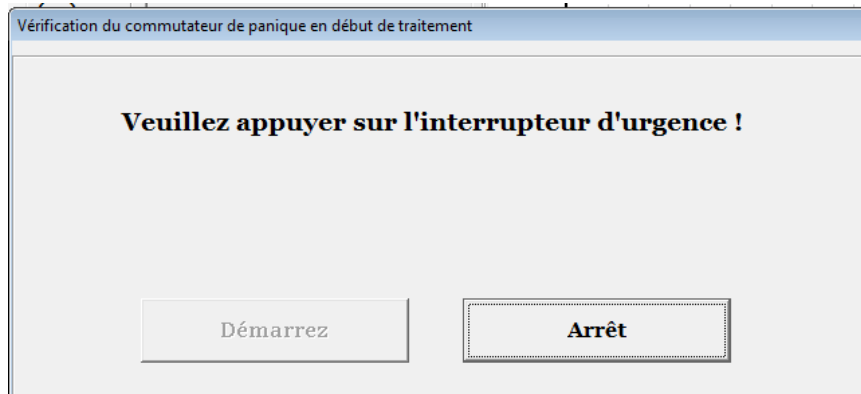 Vérification du commutateur de panique en début de traitement
Veuillez appuyer sur l'interrupteur d'urgence !
Démarrez
Arrêt